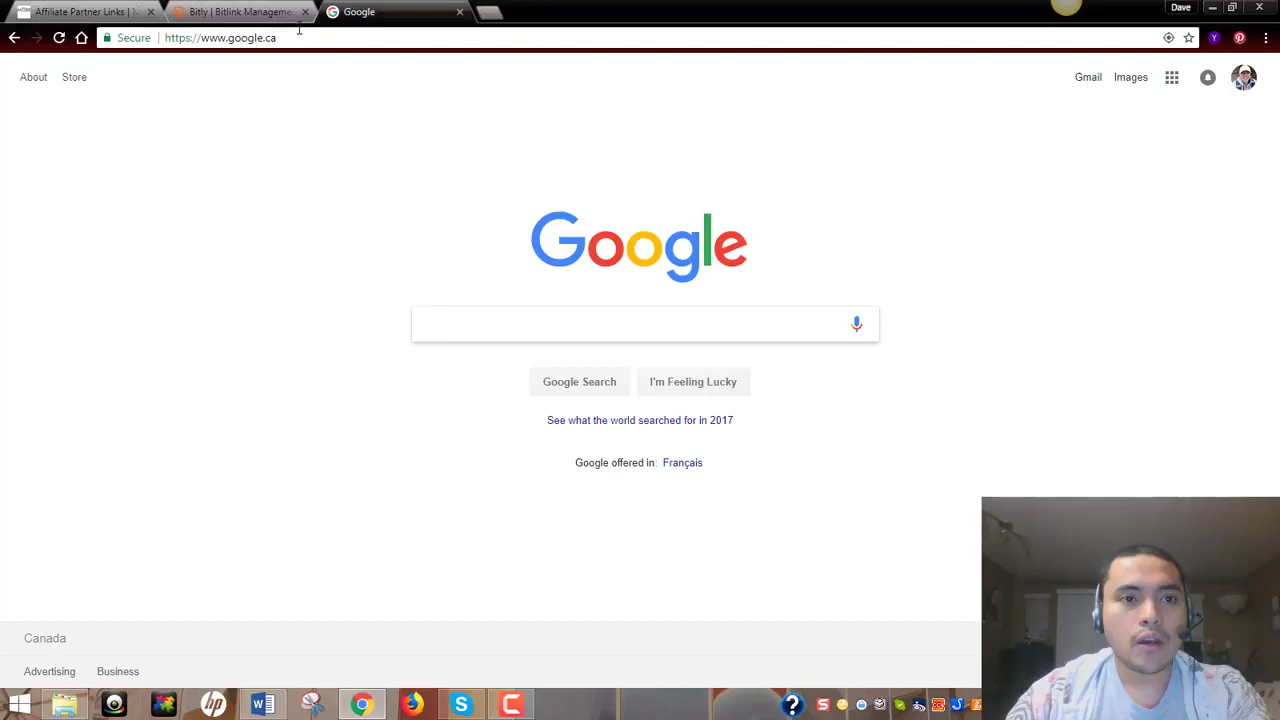 Affiliate Partner Links |
Bitly | Bitlink Manageme
Google
Dave
Secure
https://www.google.ca
About
Store
Gmail
Images
Google
Google Search
I'm Feeling Lucky
See what the world searched for in 2017
Google offered in: Français
Canada
Advertising
Business